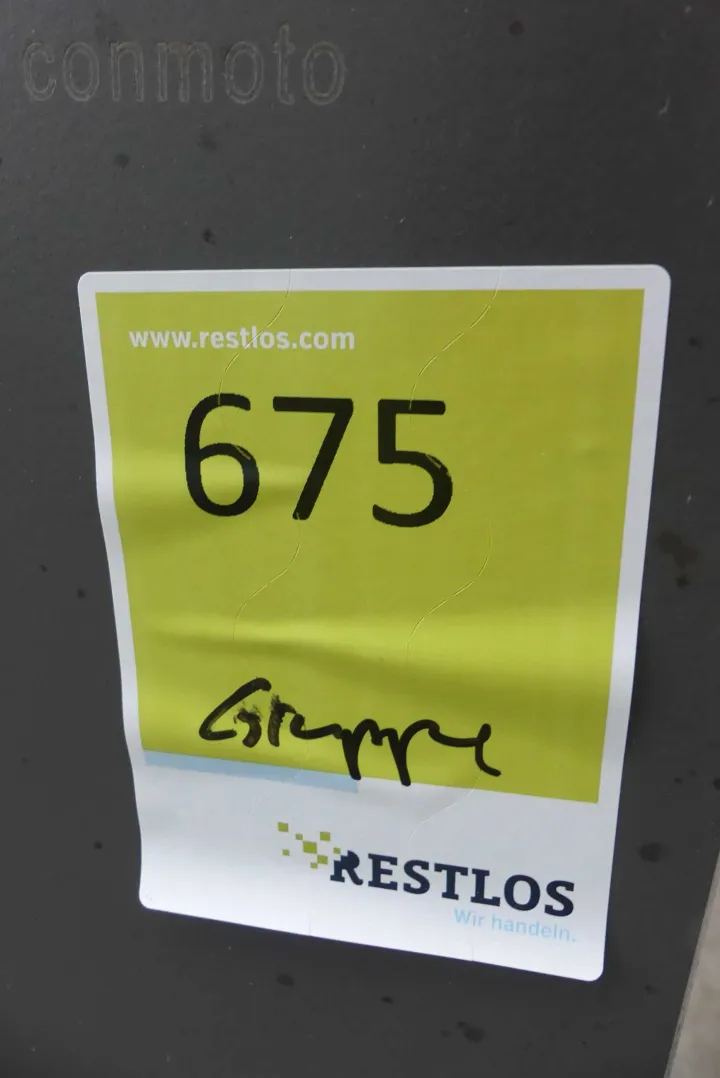 conmoto
www.restlos.com
675
Gruppe
RESTLOS
Wir handeln.